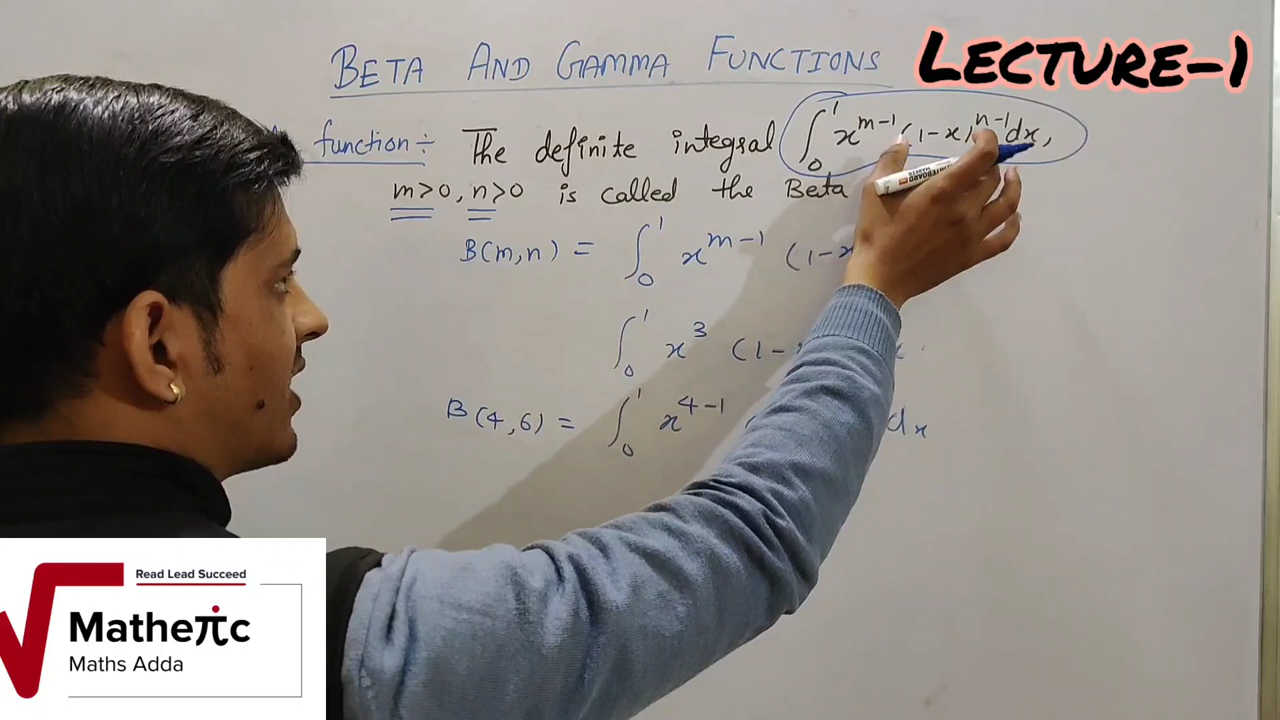 BETA AND GAMMA FUNCTIONS
LECTURE-1
function :- The definite integral ∫₀¹ x^{m-1} (1-x)^{n-1} dx,
m>0, n>0 is called the Beta
B(m,n) = ∫₀¹ x^{m-1} (1-x
∫₀¹ x^3 (1-
B(4,6) = ∫₀¹ x^{4-1} dx
Read Lead Succeed
Matheπc
Maths Adda